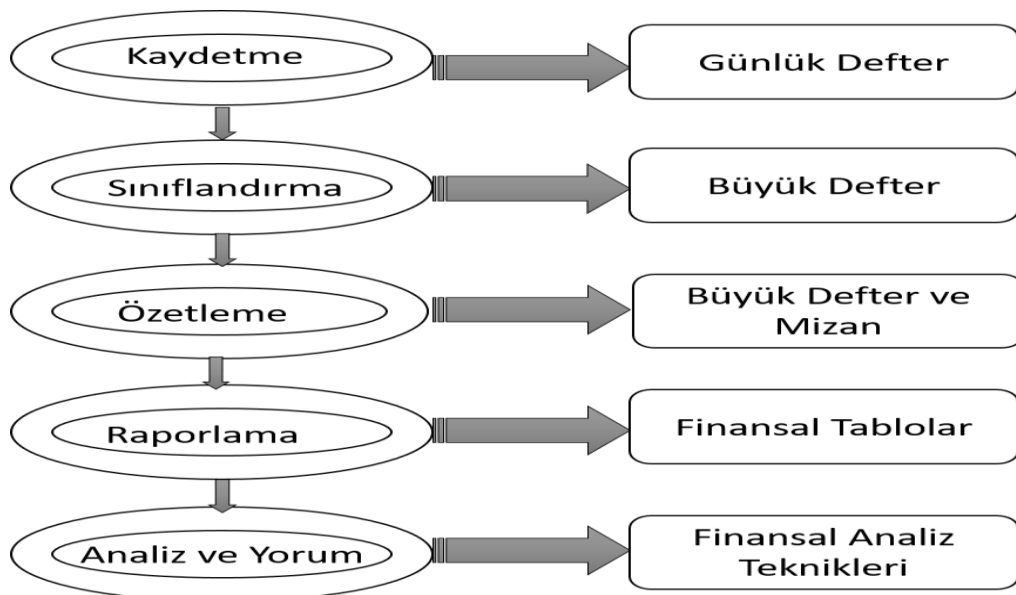 Kaydetme
Günlük Defter
Sınıflandırma
Büyük Defter
Özetleme
Büyük Defter ve
Mizan
Raporlama
Finansal Tablolar
Analiz ve Yorum
Finansal Analiz
Teknikleri